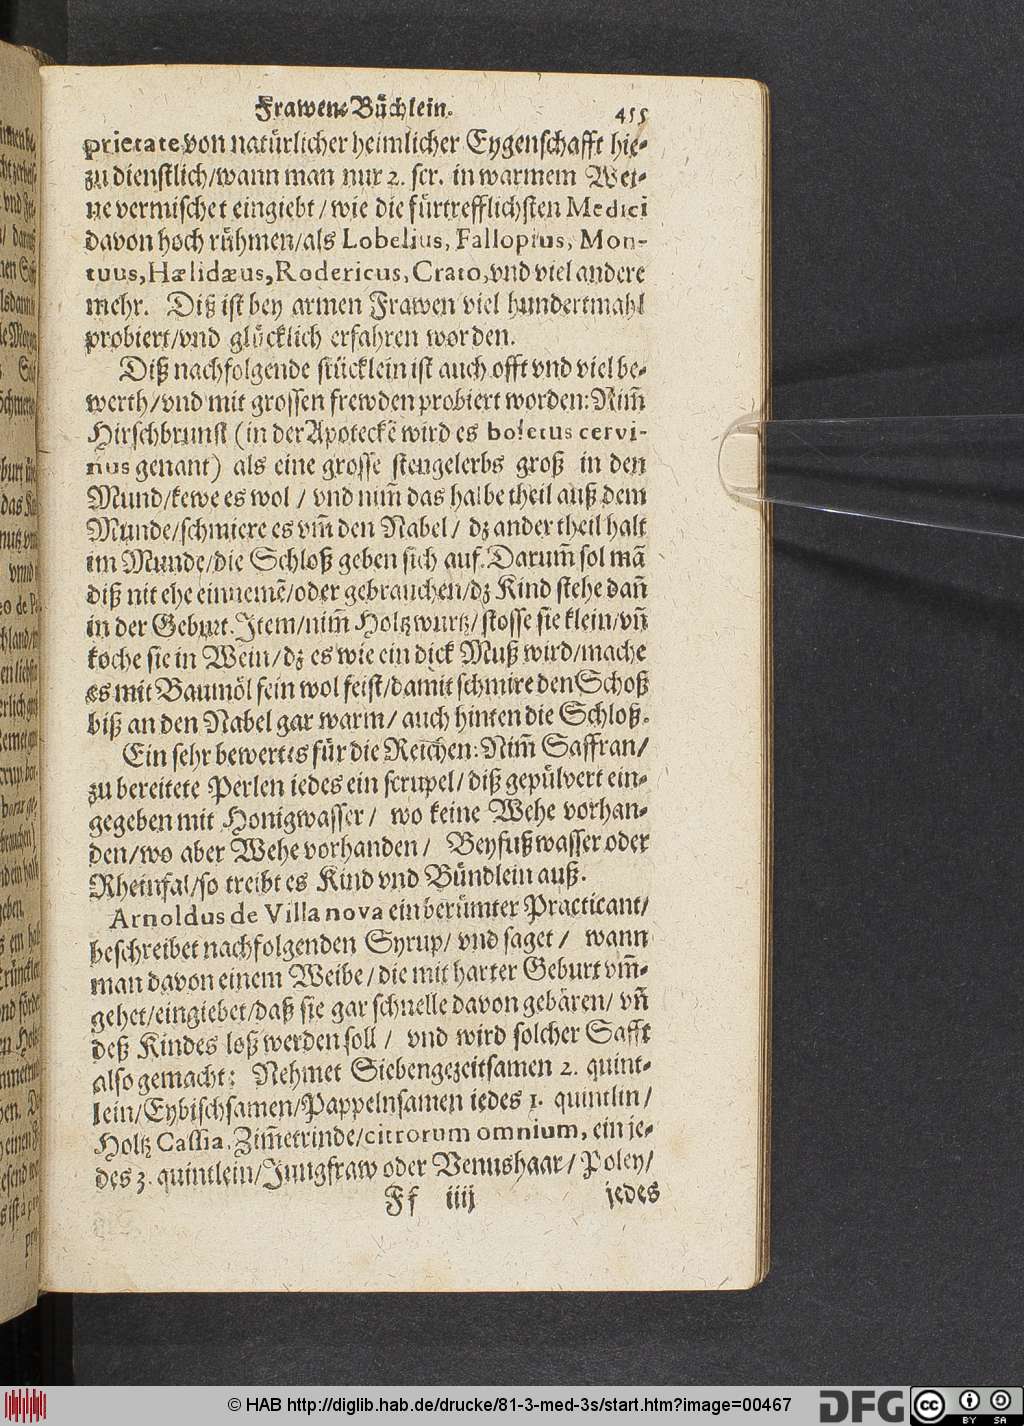 Frawen-Büchlein. 455
prietate von natürlicher heimlicher Eygenschafft hie-
zu dienstlich/wann man nur 2. scr. in warmem Wei-
ne vermischet eingiebt/wie die fürtrefflichsten Medici
davon hoch rühmen/als Lobelius, Fallopius, Mon-
tuus, Hælidæus, Rodericus, Crato, vnd viel andere
mehr. Diß ist bey armen Frawen viel hundertmahl
probiert/vnd glücklich erfahren worden.
Diß nachfolgende stücklein ist auch offt vnd viel be-
werth/vnd mit grossen frewden probiert worden: Nim̃
Hirschbrunst (in der Apoteckẽ wird es boletus cervi-
nus genant) als eine grosse stengelerbs groß in den
Mund/kewe es wol/ vnd nim̃ das halbe theil auß dem
Munde/schmiere es vm̃ den Nabel/ dz ander theil halt
im Munde/die Schloß geben sich auf. Darum̃ sol mã
diß nit ehe einnemẽ/oder gebrauchen/dz Kind stehe dañ
in der Geburt. Item/nim̃ Holtzwurtz/stosse sie klein/vñ
koche sie in Wein/dz es wie ein dick Muß wird/mache
es mit Baumöl fein wol feist/damit schmire den Schoß
biß an den Nabel gar warm/ auch hinten die Schloß.
Ein sehr bewertes für die Reichen: Nim̃ Saffran/
zu bereitete Perlen iedes ein scrupel/ diß gepülvert ein-
gegeben mit Honigwasser/ wo keine Wehe vorhan-
den/wo aber Wehe vorhanden/ Beyfußwasser oder
Rheinfal/so treibt es Kind vnd Bündlein auß.
Arnoldus de Villa nova ein berümter Practicant/
beschreibet nachfolgenden Syrup/ vnd saget/ wann
man davon einem Weibe/die mit harter Geburt vm̃-
gehet/eingiebet/daß sie gar schnelle davon gebären/ vñ
deß Kindes loß werden soll/ vnd wird solcher Safft
also gemacht: Nehmet Siebengezeitsamen 2. quint-
lein/Eybischsamen/Pappelnsamen iedes 1. quintlin/
Holtz Cassia, Zim̃etrinde/citrorum omnium, ein je-
des 3. quintlein/Jungfraw oder Venushaar/Poley/
Ff iiij jedes
© HAB http://diglib.hab.de/drucke/81-3-med-3s/start.htm?image=00467
DFG
cc BY SA